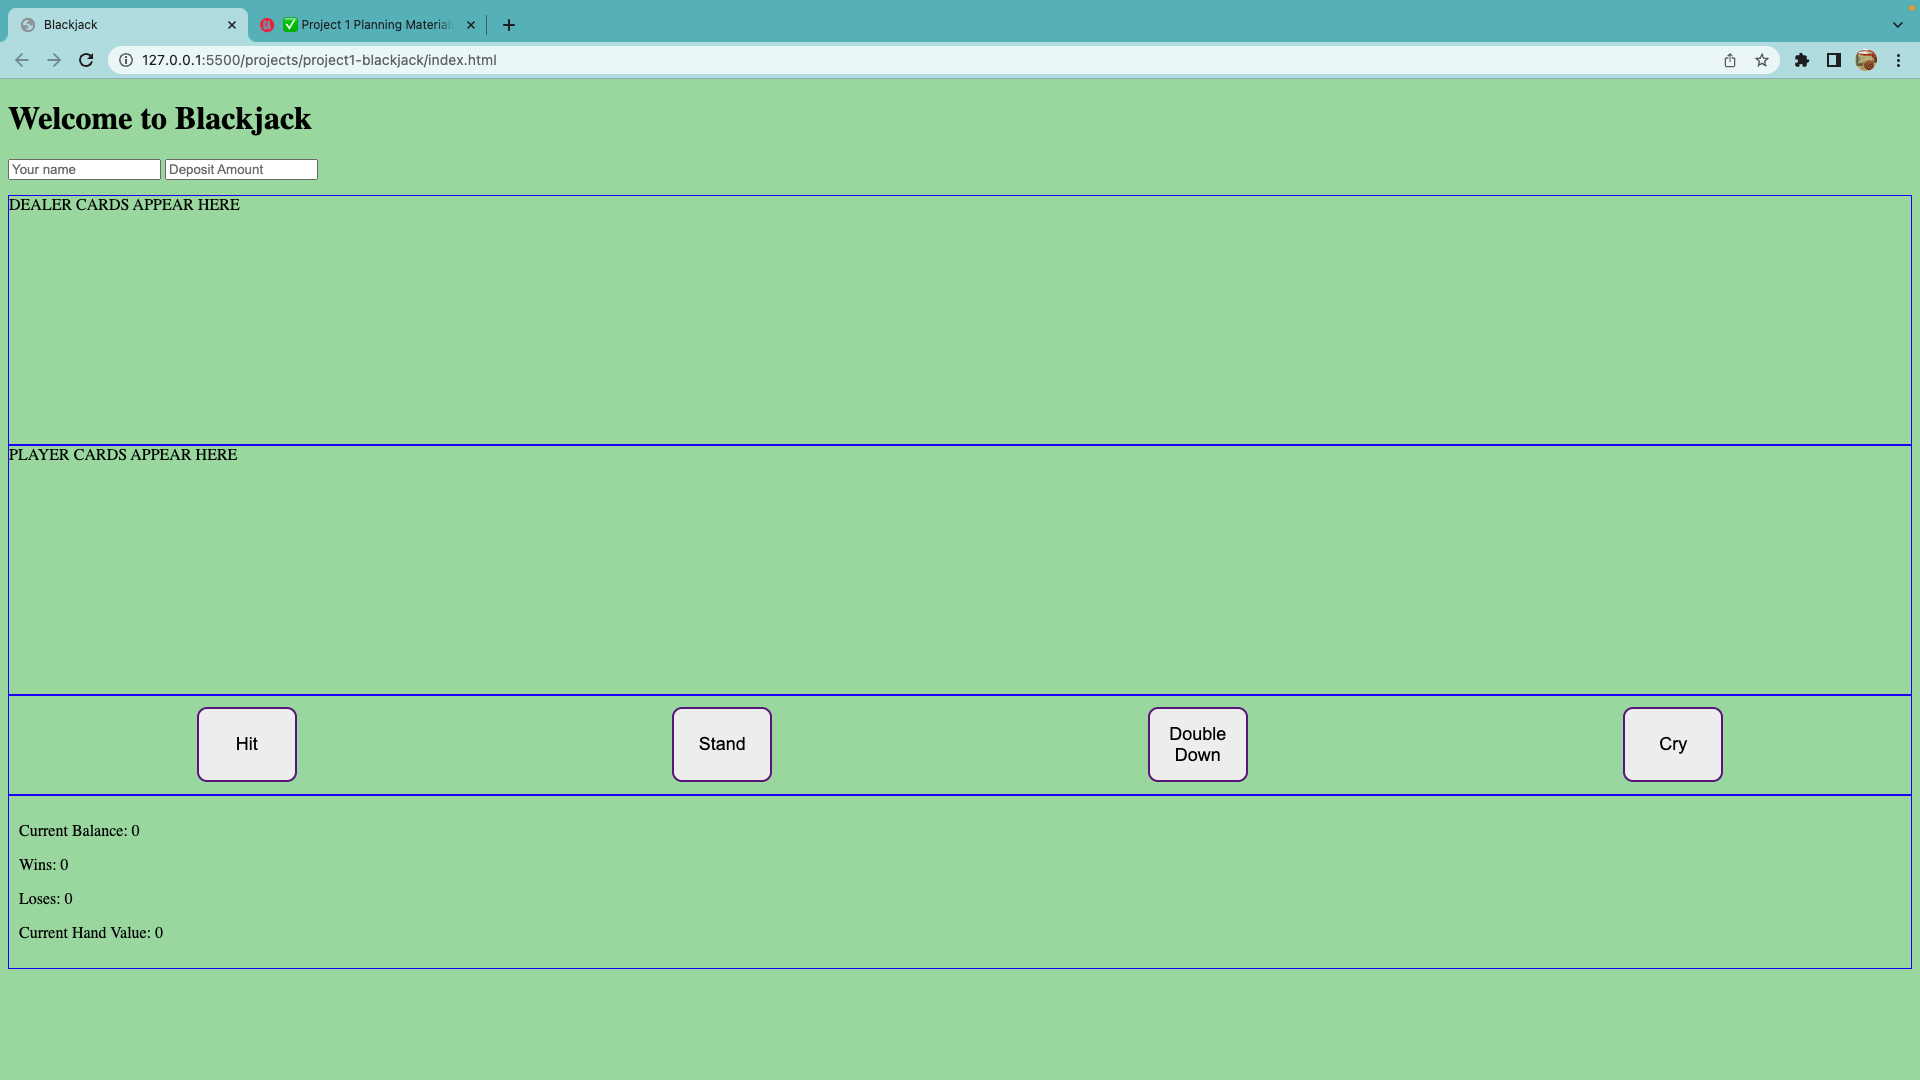 Blackjack
✅ Project 1 Planning Material
127.0.0.1:5500/projects/project1-blackjack/index.html
Welcome to Blackjack
Your name
Deposit Amount
DEALER CARDS APPEAR HERE
PLAYER CARDS APPEAR HERE
Hit
Stand
Double
Down
Cry
Current Balance: 0
Wins: 0
Loses: 0
Current Hand Value: 0